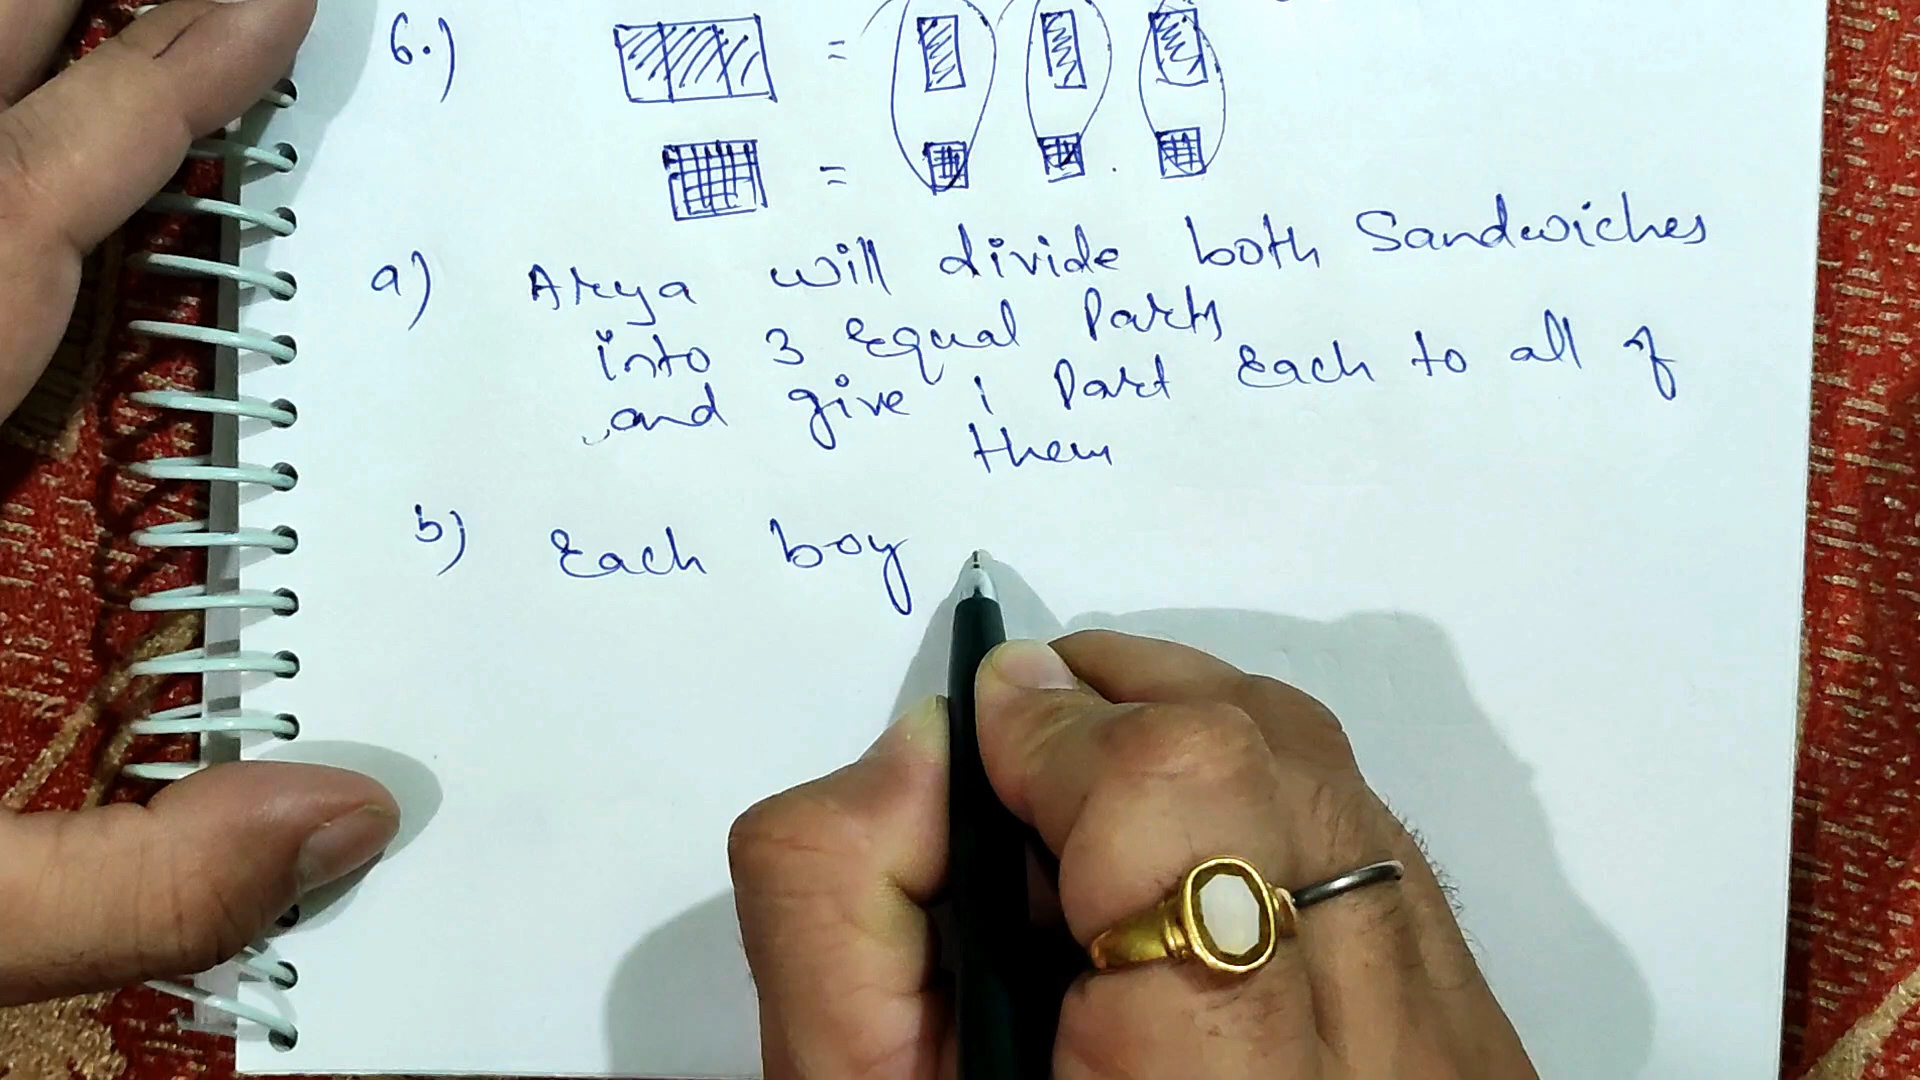 6.) = 
=
a) Arya will divide both Sandwiches
into 3 Equal Parts
and give 1 Part Each to all of
them
b) Each boy